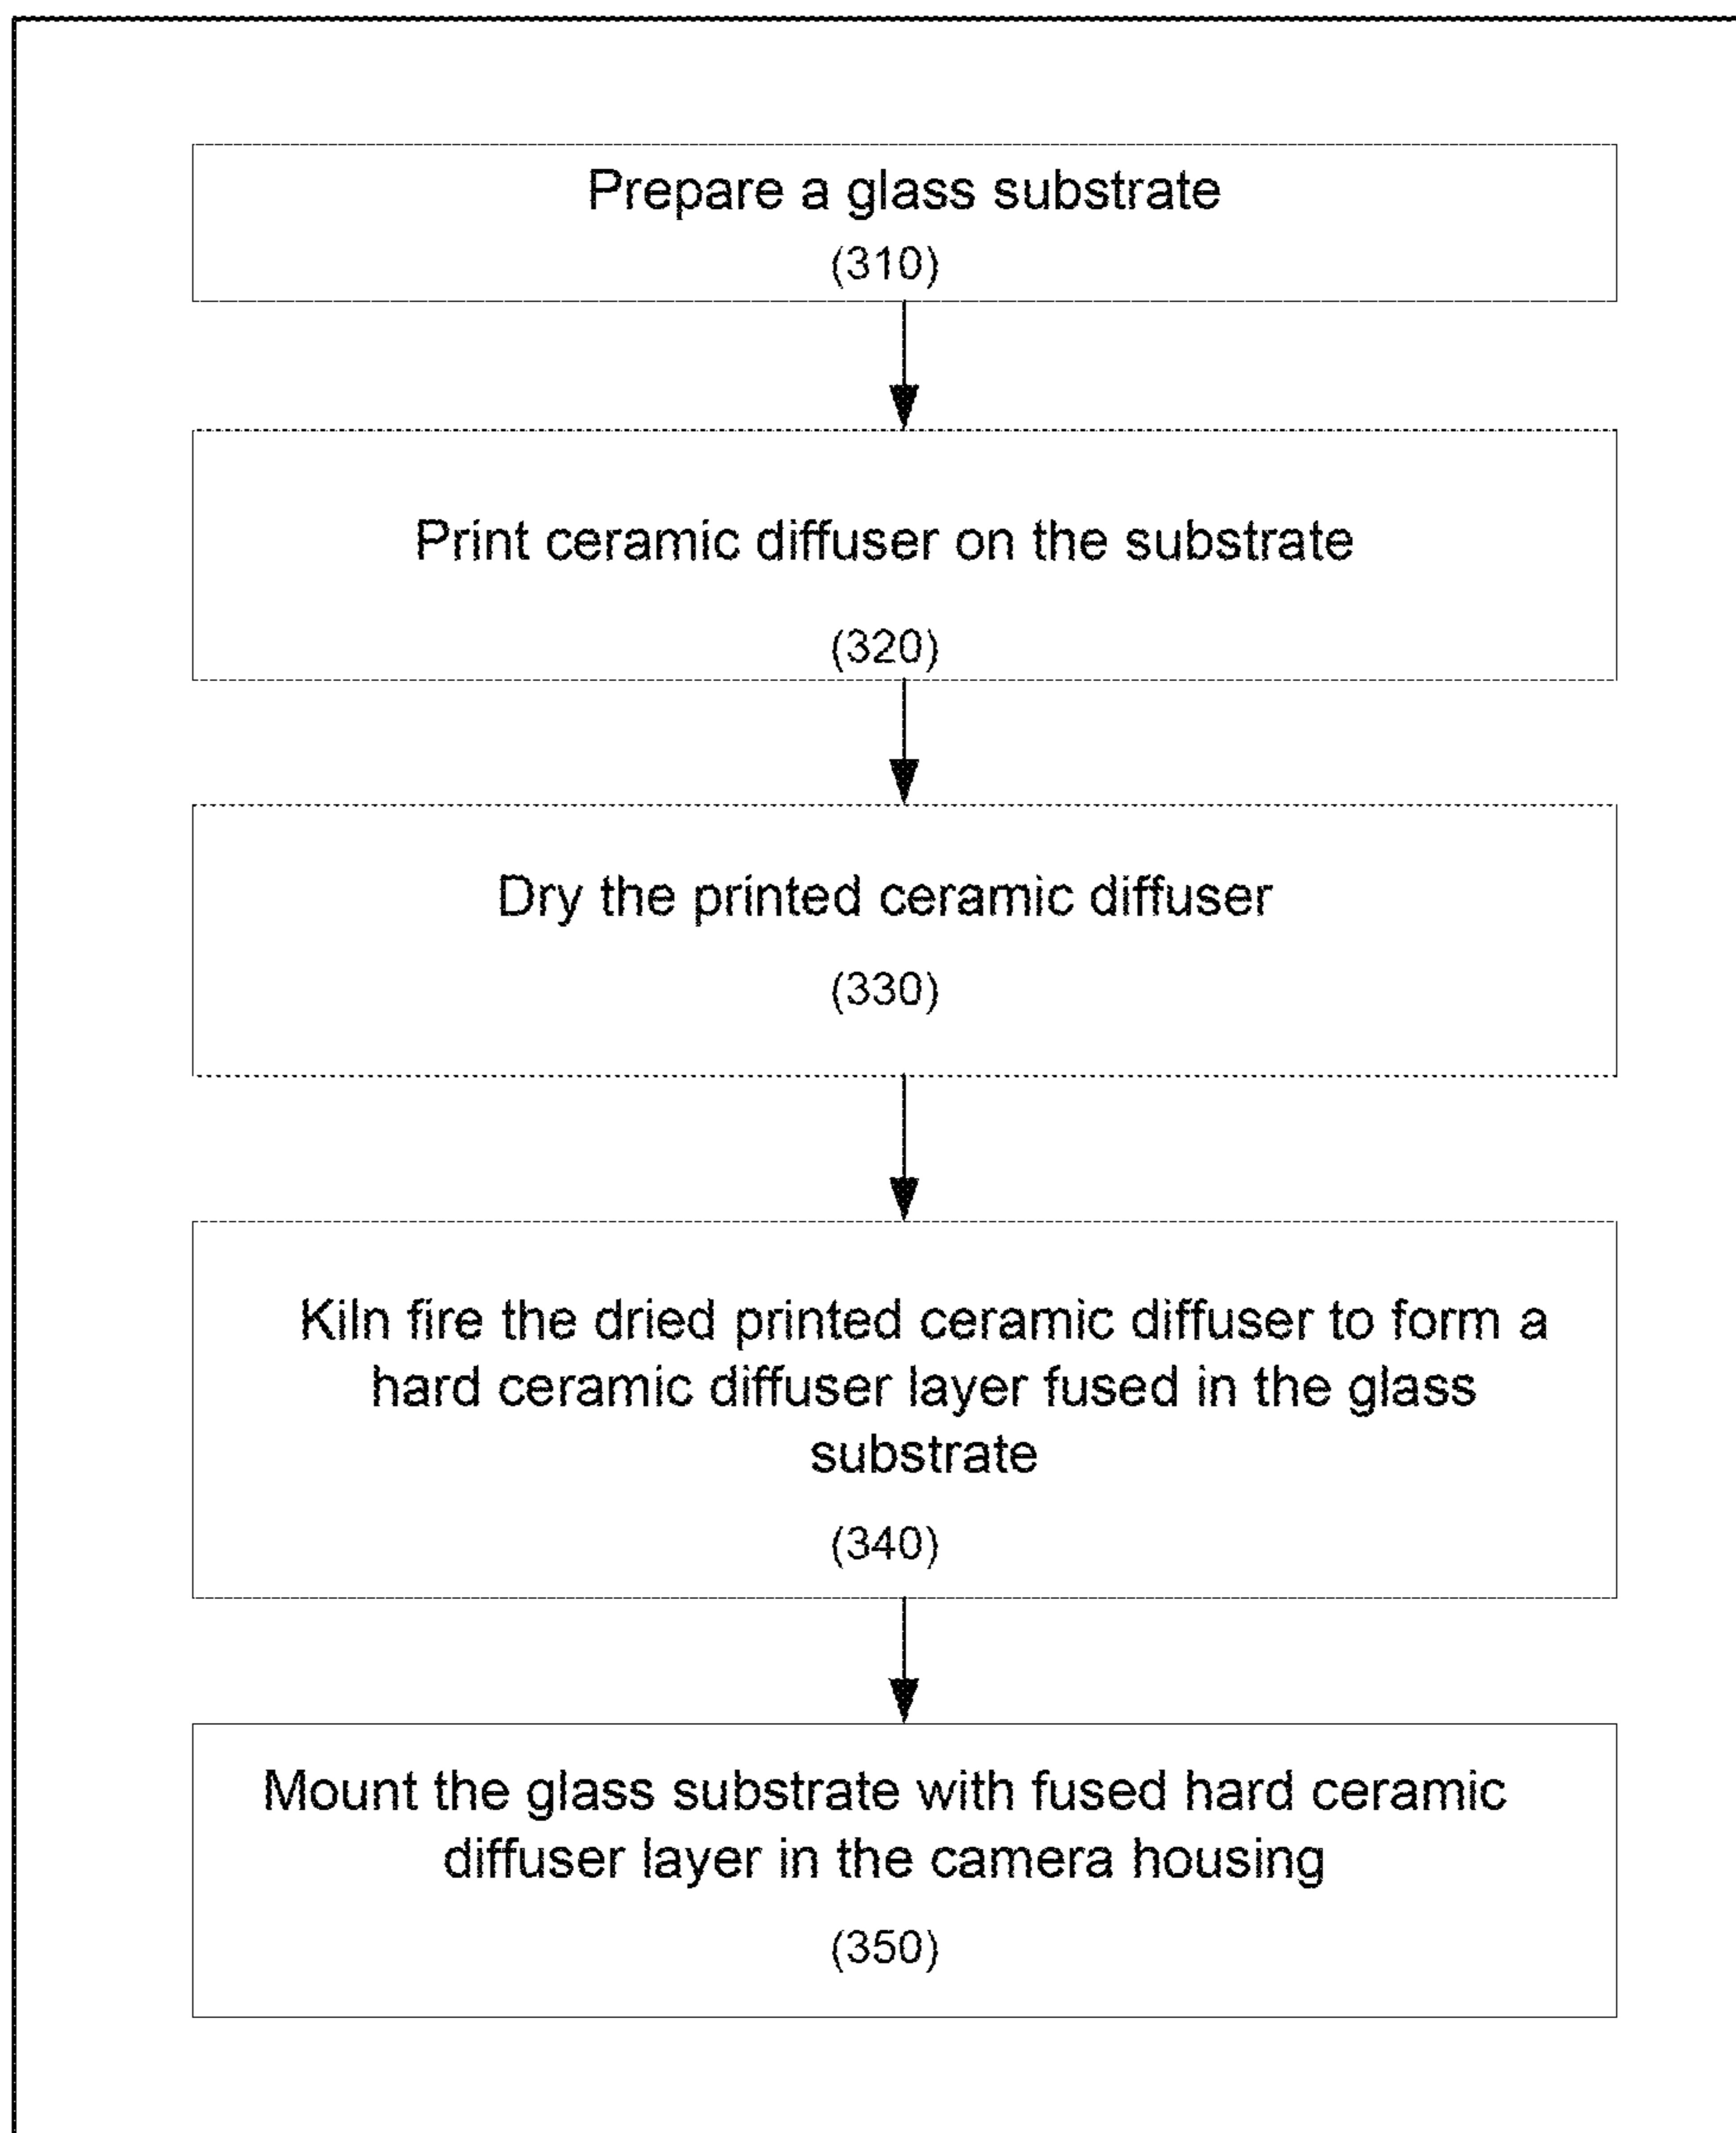 Prepare a glass substrate
(310)
Print ceramic diffuser on the substrate
(320)
Dry the printed ceramic diffuser
(330)
Kiln fire the dried printed ceramic diffuser to form a
hard ceramic diffuser layer fused in the glass
substrate
(340)
Mount the glass substrate with fused hard ceramic
diffuser layer in the camera housing
(350)